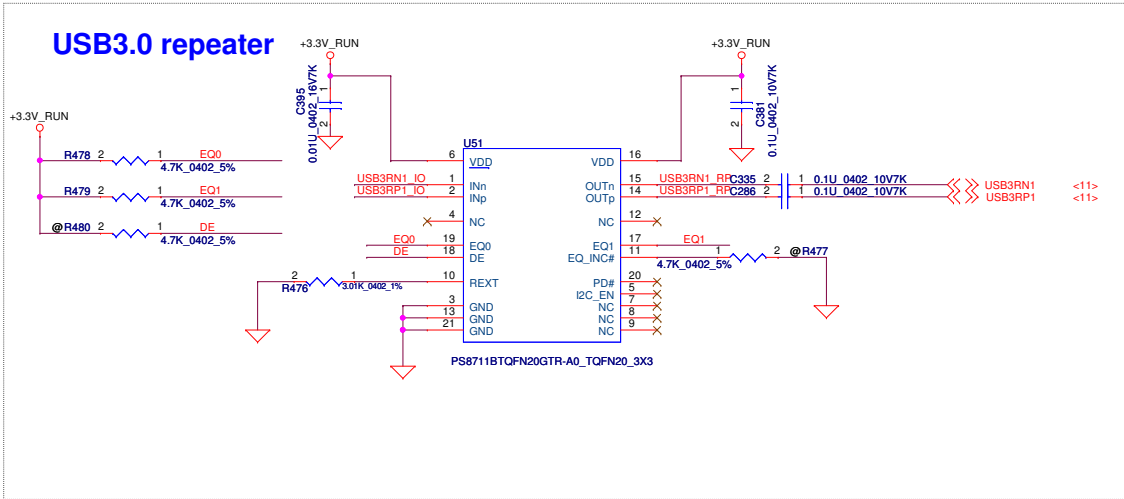 USB3.0 repeater
+3.3V_RUN
C395
1
2
0.01U_0402_16V7K
+3.3V_RUN
1
2
C381
0.1U_0402_10V7K
+3.3V_RUN
R478 2 1 EQ0
4.7K_0402_5%
R479 2 1 EQ1
4.7K_0402_5%
@R480 2 1 DE
4.7K_0402_5%
U51
6 VDD VDD 16
USB3RN1_IO 1 INn OUTn 15 USB3RN1_RP C335 2 1 0.1U_0402_10V7K USB3RN1 <11>
USB3RP1_IO 2 INp OUTp 14 USB3RP1_RP C286 2 1 0.1U_0402_10V7K USB3RP1 <11>
4 NC NC 12
EQ0 19 EQ0 EQ1 17 EQ1
DE 18 DE EQ_INC# 11 1 2 @R477
4.7K_0402_5%
R476 2 1 3.01K_0402_1% 10 REXT PD# 20
I2C_EN 5
3 GND NC 7
13 GND NC 8
21 GND NC 9
PS8711BTQFN20GTR-A0_TQFN20_3X3